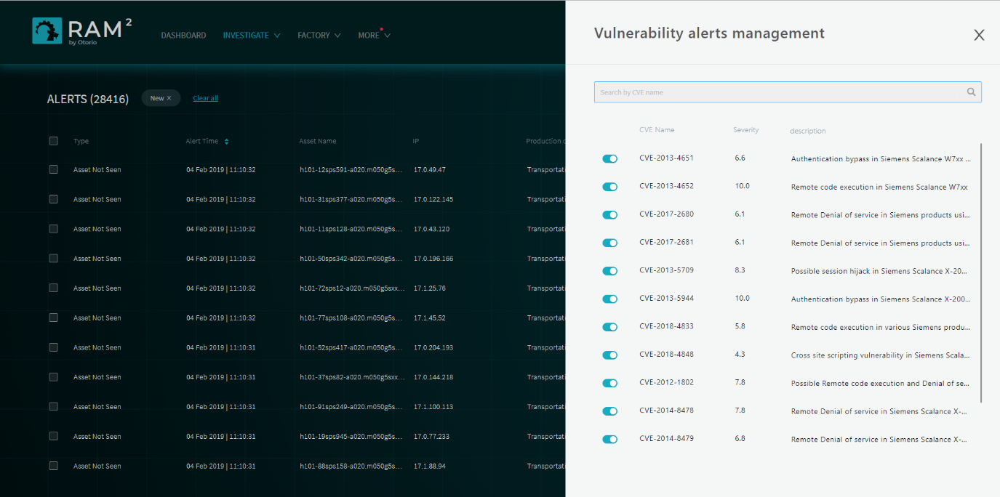 RAM 2
by Otorio
DASHBOARD INVESTIGATE FACTORY MORE
ALERTS (28416) New × Clear all
Type Alert Time Asset Name IP Production
Asset Not Seen 04 Feb 2019 | 11:10:32 h101-12sps591-a020.m050g5s... 17.0.49.47 Transportati
Asset Not Seen 04 Feb 2019 | 11:10:32 h101-31sps377-a020.m050g5s... 17.0.122.145 Transportati
Asset Not Seen 04 Feb 2019 | 11:10:32 h101-11sps128-a020.m050g5s... 17.0.43.120 Transportati
Asset Not Seen 04 Feb 2019 | 11:10:32 h101-50sps342-a020.m050g5s... 17.0.196.166 Transportati
Asset Not Seen 04 Feb 2019 | 11:10:32 h101-72sps12-a020.m050g5sxx... 17.1.25.76 Transportati
Asset Not Seen 04 Feb 2019 | 11:10:32 h101-77sps108-a020.m050g5s... 17.1.45.52 Transportati
Asset Not Seen 04 Feb 2019 | 11:10:31 h101-52sps417-a020.m050g5s... 17.0.204.193 Transportati
Asset Not Seen 04 Feb 2019 | 11:10:31 h101-37sps82-a020.m050g5sxx... 17.0.144.218 Transportati
Asset Not Seen 04 Feb 2019 | 11:10:31 h101-91sps249-a020.m050g5s... 17.1.100.113 Transportati
Asset Not Seen 04 Feb 2019 | 11:10:31 h101-19sps945-a020.m050g5s... 17.0.77.233 Transportati
Asset Not Seen 04 Feb 2019 | 11:10:31 h101-88sps158-a020.m050g5s... 17.1.88.94 Transportati
Vulnerability alerts management
Search by CVE name
CVE Name Severity description
CVE-2013-4651 6.6 Authentication bypass in Siemens Scalance W7xx ...
CVE-2013-4652 10.0 Remote code execution in Siemens Scalance W7xx
CVE-2017-2680 6.1 Remote Denial of service in Siemens products usi...
CVE-2017-2681 6.1 Remote Denial of service in Siemens products usi...
CVE-2013-5709 8.3 Possible session hijack in Siemens Scalance X-20...
CVE-2013-5944 10.0 Authentication bypass in Siemens Scalance X-200...
CVE-2018-4833 5.8 Remote code execution in various Siemens produ...
CVE-2018-4848 4.3 Cross site scripting vulnerability in Siemens Scala...
CVE-2012-1802 7.8 Possible Remote code execution and Denial of se...
CVE-2014-8478 7.8 Remote Denial of service in Siemens Scalance X-...
CVE-2014-8479 6.8 Remote Denial of service in Siemens Scalance X-...